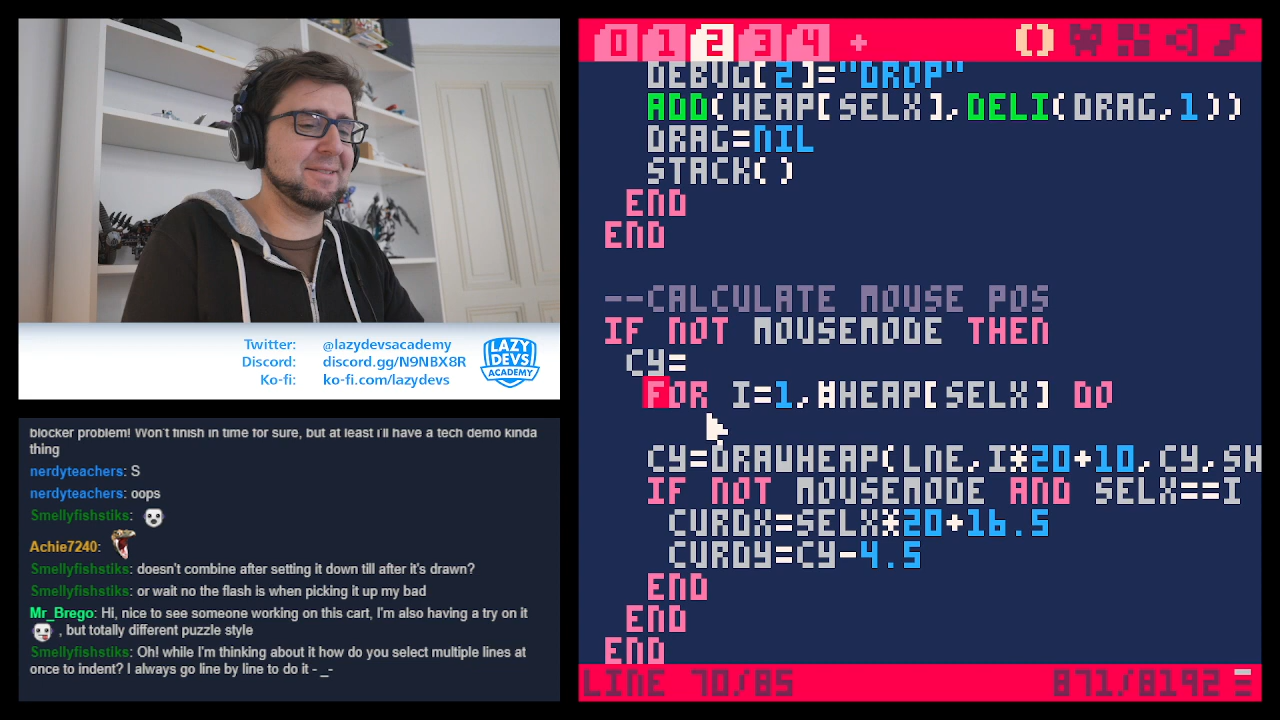 Twitter: @lazydevsacademy
Discord: discord.gg/N9NBX8R
Ko-fi: ko-fi.com/lazydevs
LAZY
DEVS
ACADEMY
blocker problem! Won't finish in time for sure, but at least i'll have a tech demo kinda
thing
nerdyteachers: S
nerdyteachers: oops
Smellyfishstiks:
Achie7240:
Smellyfishstiks: doesn't combine after setting it down till after it's drawn?
Smellyfishstiks: or wait no the flash is when picking it up my bad
Mr_Brego: Hi, nice to see someone working on this cart, I'm also having a try on it
, but totally different puzzle style
Smellyfishstiks: Oh! while I'm thinking about it how do you select multiple lines at
once to indent? I always go line by line to do it - _-
0 1 2 3 4 +
DEBUG[2]="DROP"
ADD(HEAP[SELX],DELI(DRAG,1))
DRAG=NIL
STACK()
END
END
--CALCULATE MOUSE POS
IF NOT MOUSEMODE THEN
CY=
FOR I=1,#HEAP[SELX] DO
CY=DRAWHEAP(LNE,I*20+10,CY,SH
IF NOT MOUSEMODE AND SELX==I
CURDX=SELX*20+16.5
CURDY=CY-4.5
END
END
END
LINE 70/85 871/8192